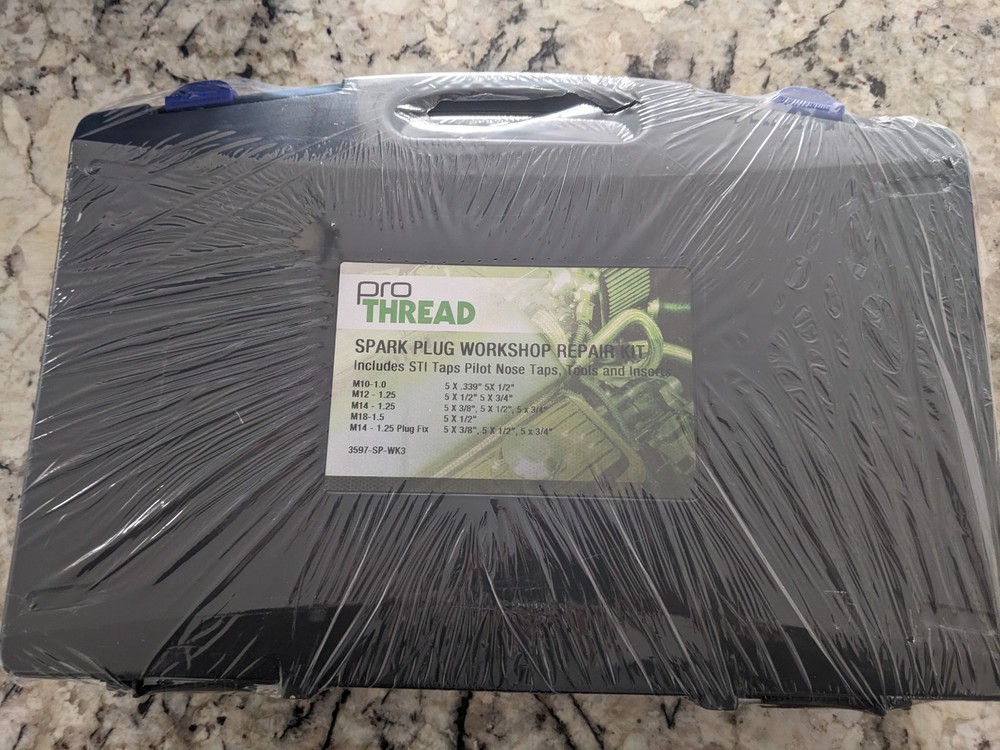 pro
THREAD
SPARK PLUG WORKSHOP REPAIR KIT
Includes STI Taps Pilot Nose Taps, Tools and Inserts
M10-1.0 5 X .339" 5X 1/2"
M12 - 1.25 5 X 1/2" 5 X 3/4"
M14 - 1.25 5 X 3/8", 5 X 1/2", 5 x 3/4"
M18-1.5 5 X 1/2"
M14 - 1.25 Plug Fix 5 X 3/8", 5 X 1/2", 5 x 3/4"
3597-SP-WK3